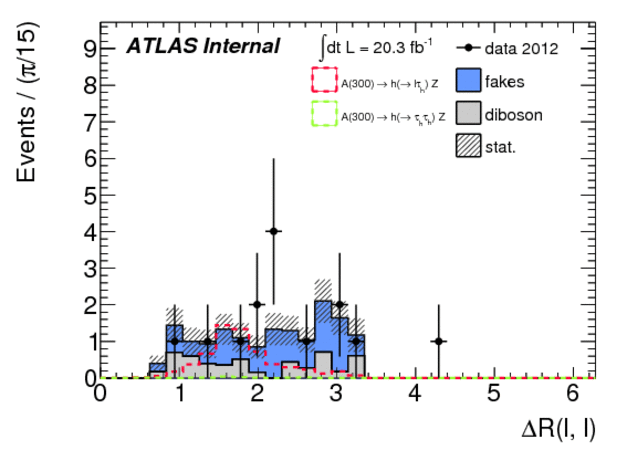 ATLAS Internal
∫dt L = 20.3 fb⁻¹
data 2012
A(300) → h(→ lτₕ) Z
fakes
A(300) → h(→ τₕτₕ) Z
diboson
stat.
Events / (π/15)
9
8
7
6
5
4
3
2
1
0
0 1 2 3 4 5 6
ΔR(l, l)